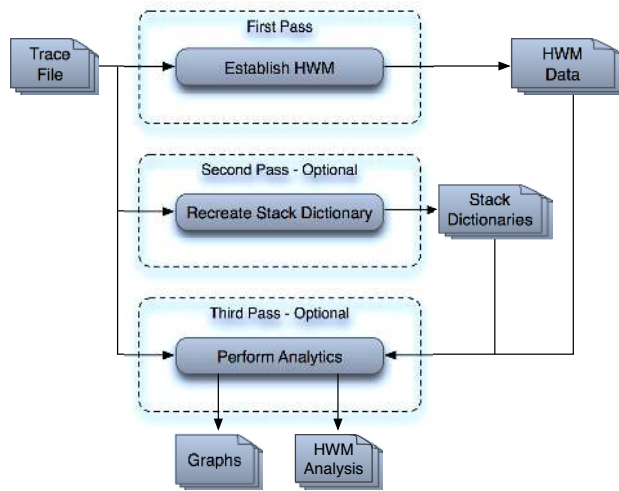 First Pass
Trace
File
Establish HWM
HWM
Data
Second Pass - Optional
Recreate Stack Dictionary
Stack
Dictionaries
Third Pass - Optional
Perform Analytics
Graphs
HWM
Analysis